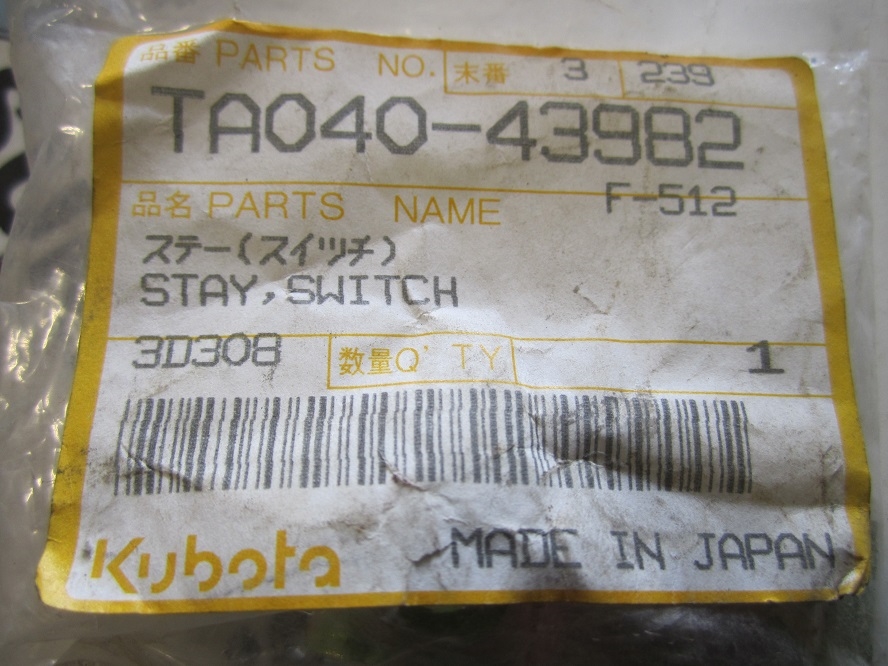 品番 PARTS NO. 末番 3 239
TA040-43982
品名 PARTS NAME F-512
ステー(スイッチ)
STAY,SWITCH
3D308 数量Q'TY 1
Kubota MADE IN JAPAN